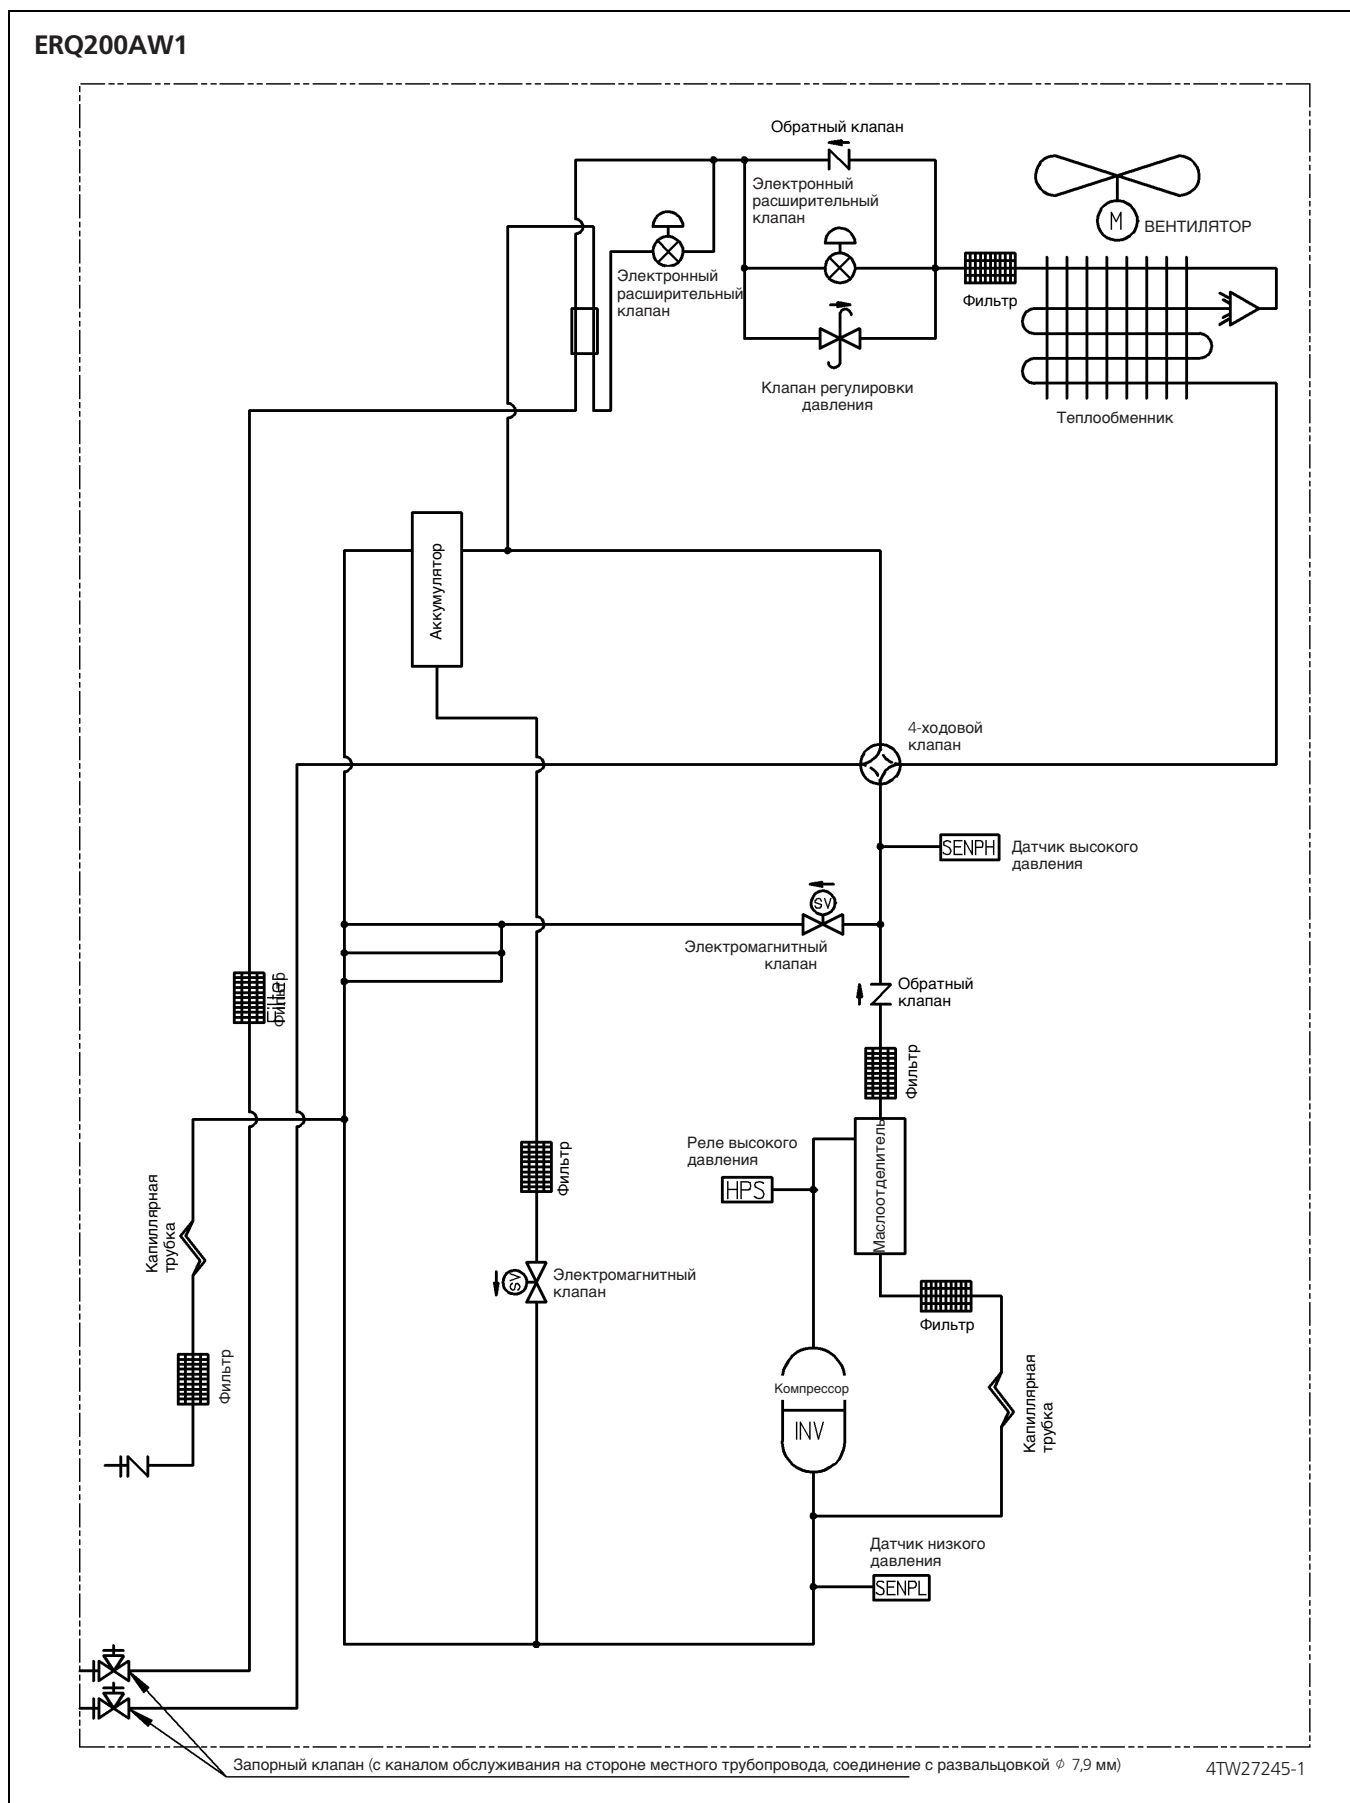 ERQ200AW1
Обратный клапан
Электронный
расширительный
клапан
M
ВЕНТИЛЯТОР
Электронный
расширительный
клапан
Фильтр
Клапан регулировки
давления
Теплообменник
Аккумулятор
4-ходовой
клапан
SENPH
Датчик высокого
давления
SV
Электромагнитный
клапан
Обратный
клапан
Filter
Фильтр
Фильтр
Маслоотделитель
Реле высокого
давления
HPS
Фильтр
Капиллярная
трубка
SV
Электромагнитный
клапан
Фильтр
Фильтр
Компрессор
INV
Капиллярная
трубка
Датчик низкого
давления
SENPL
Запорный клапан (с каналом обслуживания на стороне местного трубопровода, соединение с развальцовкой ϕ 7,9 мм)
4TW27245-1